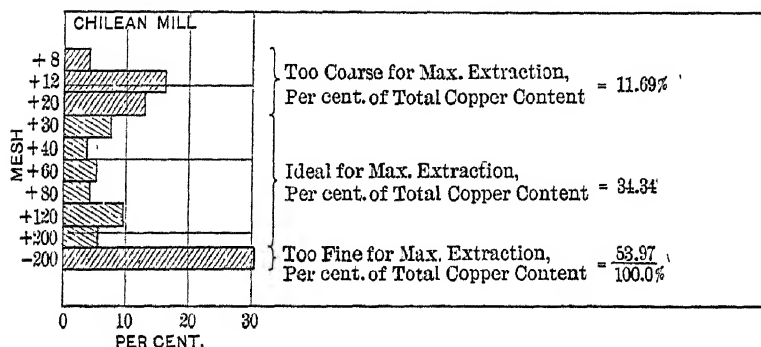 CHILEAN MILL
MESH
+8
+12
+20
+30
+40
+60
+80
+120
+200
-200
0 10 20 30
PER CENT.
Too Coarse for Max. Extraction,
Per cent. of Total Copper Content = 11.69%
Ideal for Max. Extraction,
Per cent. of Total Copper Content = 34.34
Too Fine for Max. Extraction,
Per cent. of Total Copper Content = 53.97
100.0%